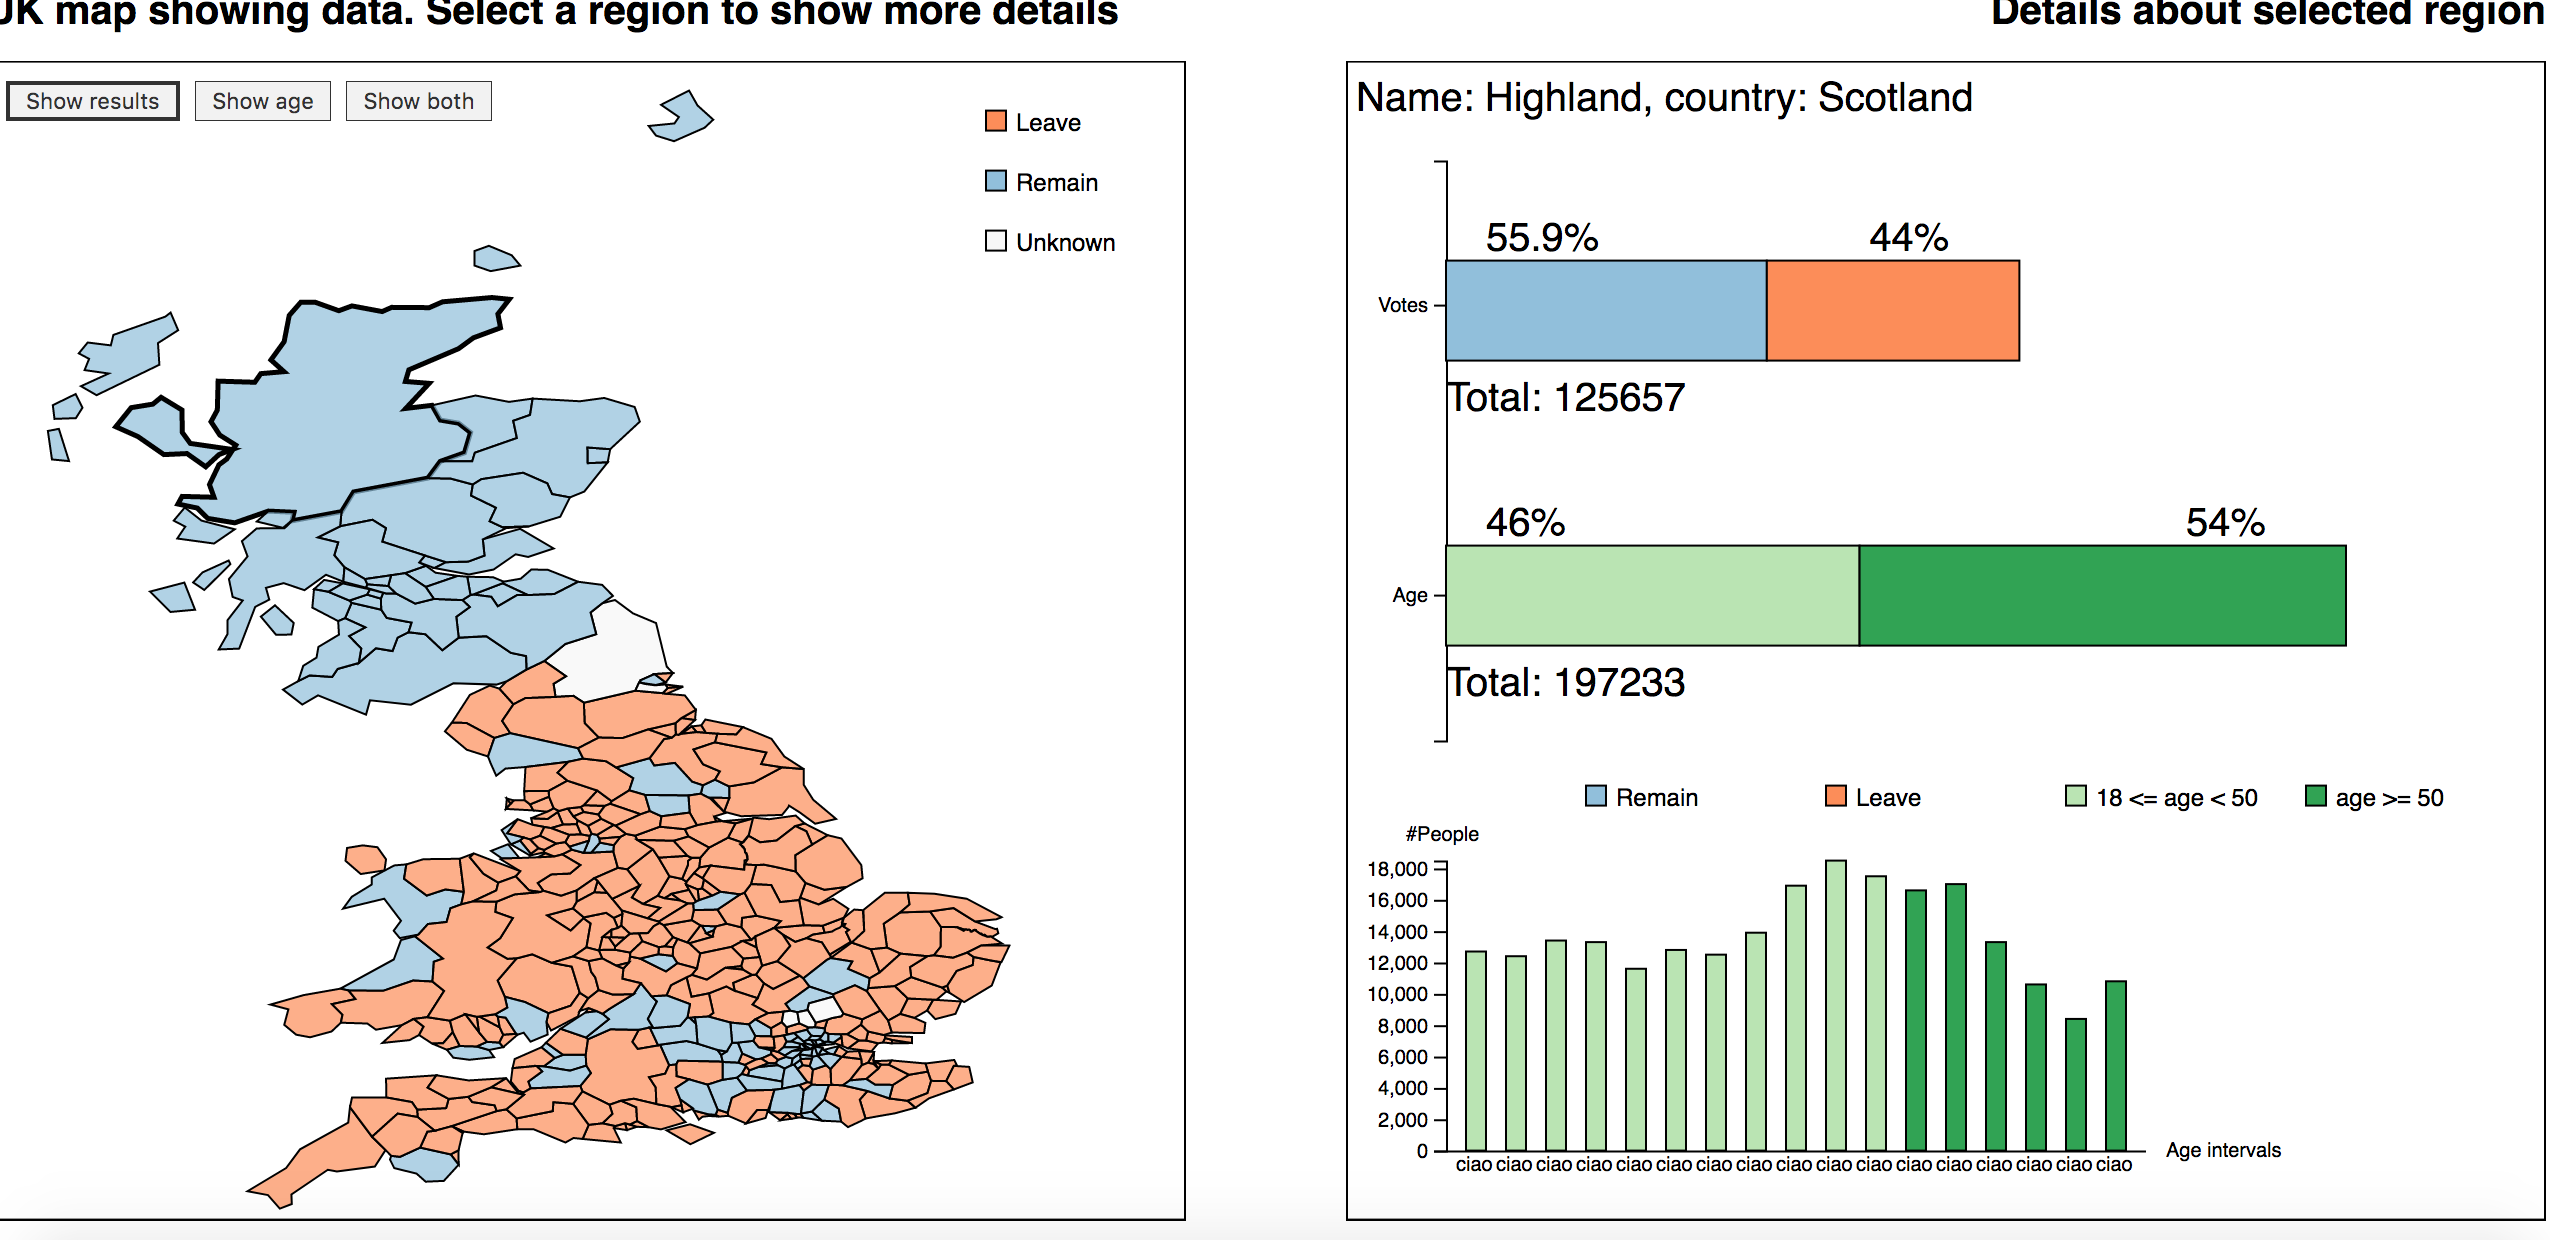 UK map showing data. Select a region to show more details
Details about selected region
Show results
Show age
Show both
Leave
Remain
Unknown
Name: Highland, country: Scotland
55.9%
44%
Votes
Total: 125657
46%
54%
Age
Total: 197233
Remain
Leave
18 <= age < 50
age >= 50
#People
18,000
16,000
14,000
12,000
10,000
8,000
6,000
4,000
2,000
0
ciao ciao ciao ciao ciao ciao ciao ciao ciao ciao ciao ciao ciao ciao ciao ciao ciao
Age intervals